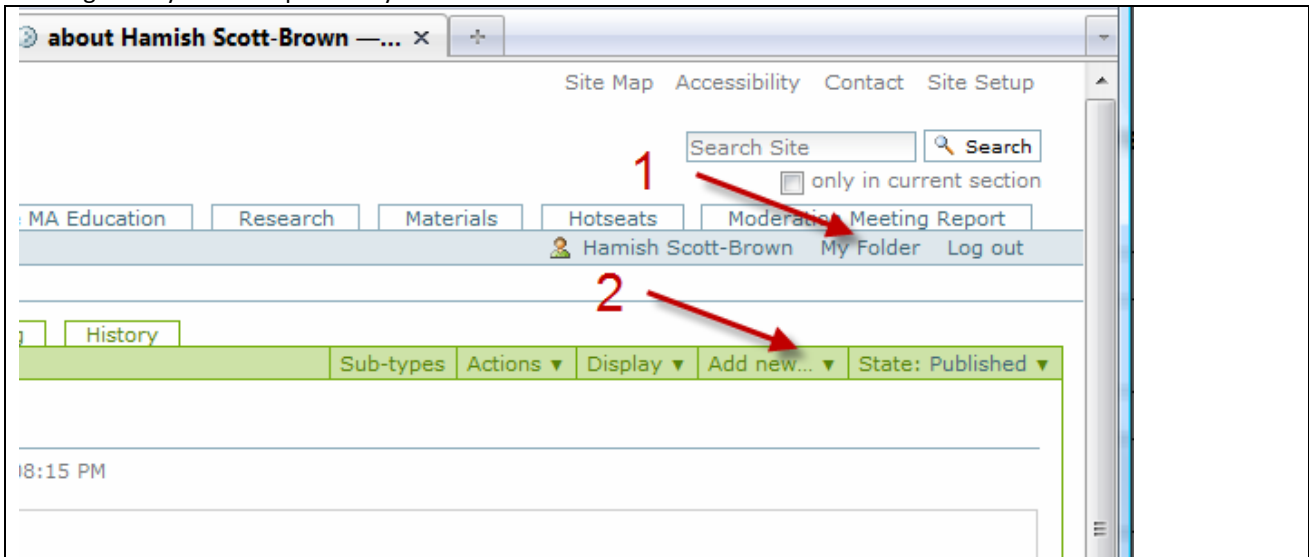 about Hamish Scott-Brown —... ×
Site Map Accessibility Contact Site Setup
Search Site Search
1
only in current section
MA Education Research Materials Hotseats Moderation Meeting Report
Hamish Scott-Brown My Folder Log out
2
History
Sub-types Actions ▼ Display ▼ Add new... ▼ State: Published ▼
08:15 PM